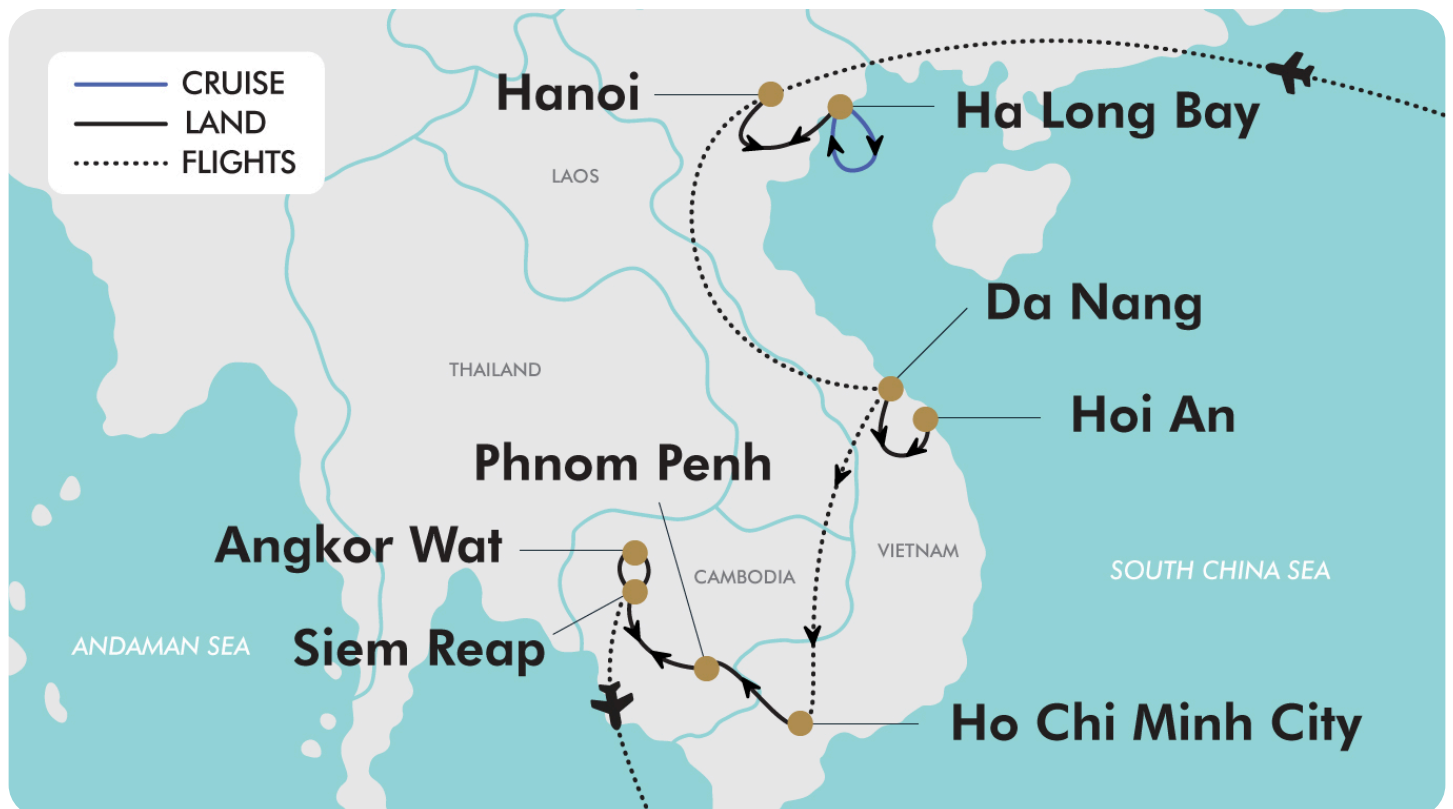 CRUISE
LAND
FLIGHTS
Hanoi
Ha Long Bay
LAOS
Da Nang
THAILAND
Hoi An
Phnom Penh
Angkor Wat
VIETNAM
CAMBODIA
SOUTH CHINA SEA
ANDAMAN SEA
Siem Reap
Ho Chi Minh City